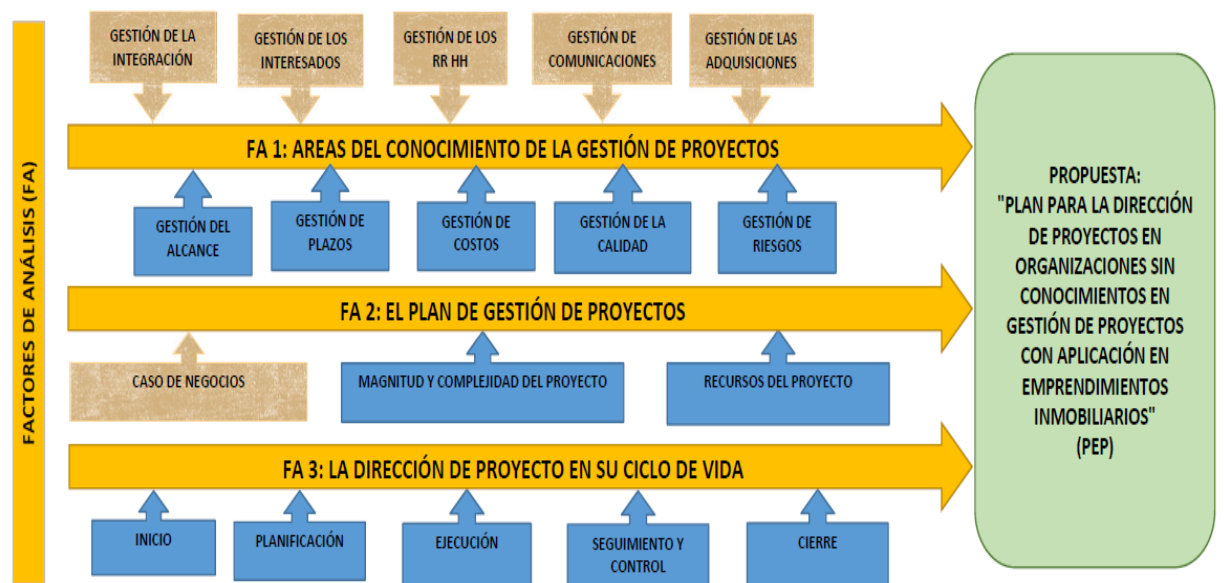 FACTORES DE ANÁLISIS (FA)
GESTIÓN DE LA
INTEGRACIÓN
GESTIÓN DE LOS
INTERESADOS
GESTIÓN DE LOS
RR HH
GESTIÓN DE
COMUNICACIONES
GESTIÓN DE LAS
ADQUISICIONES
FA 1: AREAS DEL CONOCIMIENTO DE LA GESTIÓN DE PROYECTOS
GESTIÓN DEL
ALCANCE
GESTIÓN DE
PLAZOS
GESTIÓN DE
COSTOS
GESTIÓN DE LA
CALIDAD
GESTIÓN DE
RIESGOS
FA 2: EL PLAN DE GESTIÓN DE PROYECTOS
CASO DE NEGOCIOS
MAGNITUD Y COMPLEJIDAD DEL PROYECTO
RECURSOS DEL PROYECTO
FA 3: LA DIRECCIÓN DE PROYECTO EN SU CICLO DE VIDA
INICIO
PLANIFICACIÓN
EJECUCIÓN
SEGUIMIENTO Y
CONTROL
CIERRE
PROPUESTA:
"PLAN PARA LA DIRECCIÓN
DE PROYECTOS EN
ORGANIZACIONES SIN
CONOCIMIENTOS EN
GESTIÓN DE PROYECTOS
CON APLICACIÓN EN
EMPRENDIMIENTOS
INMOBILIARIOS"
(PEP)